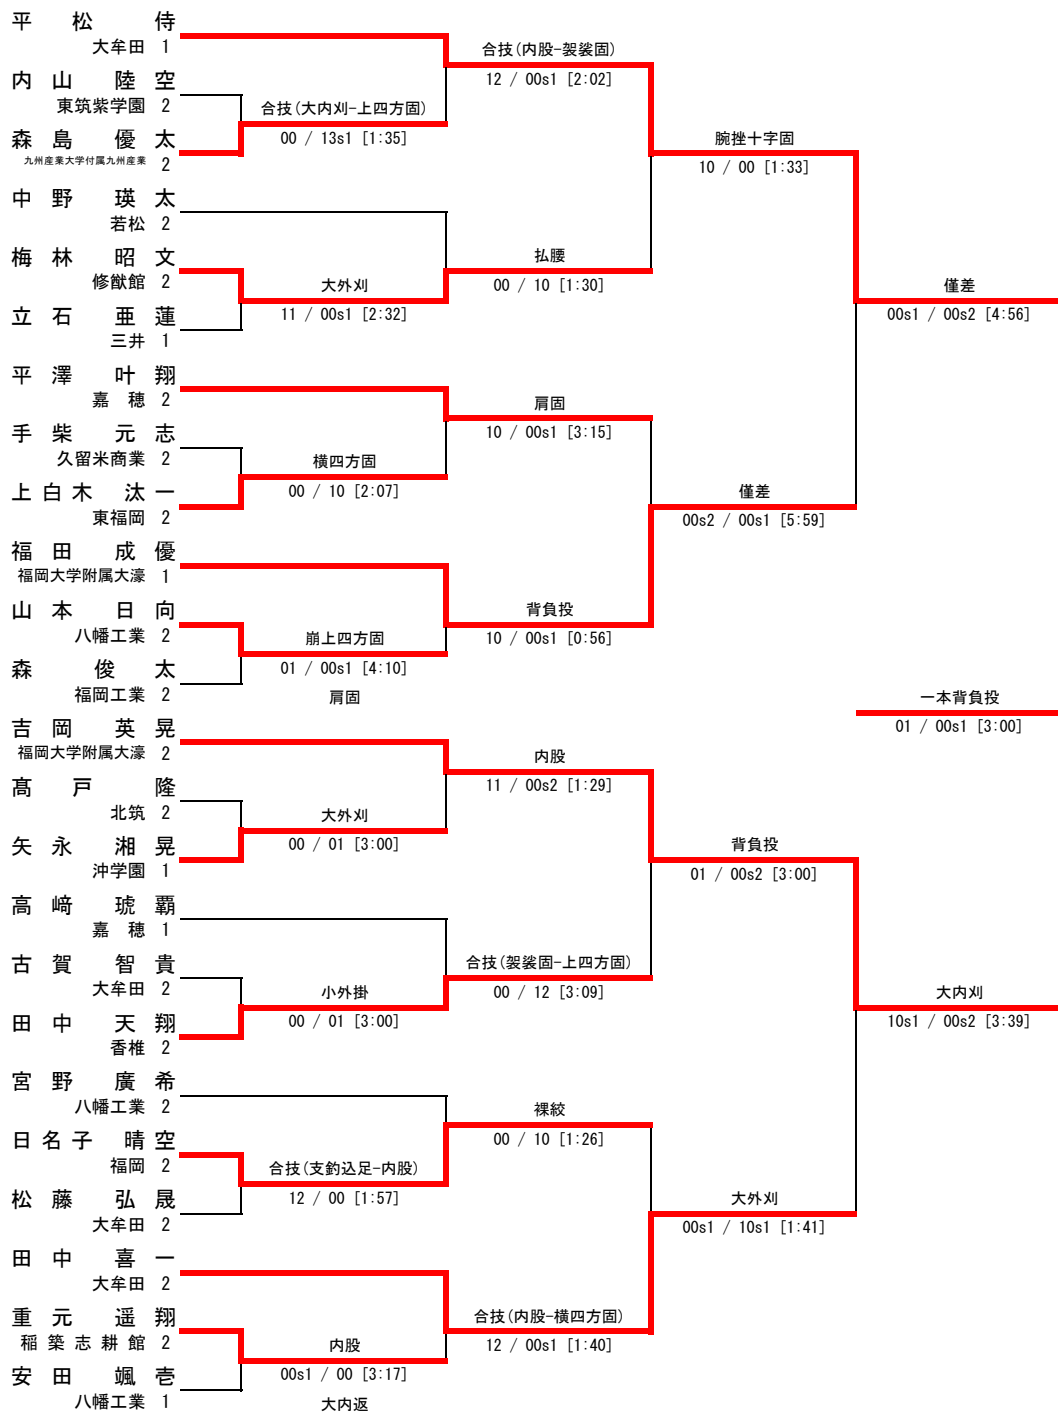 平松侍
大牟田 1
内山陸空
東筑紫学園 2
森島優太
九州産業大学付属九州産業 2
中野瑛太
若松 2
梅林昭文
修猷館 2
立石亜蓮
三井 1
平澤叶翔
嘉穂 2
手柴元志
久留米商業 2
上白木汰一
東福岡 2
福田成優
福岡大学附属大濠 1
山本日向
八幡工業 2
森俊太
福岡工業 2
吉岡英晃
福岡大学附属大濠 2
髙戸隆
北筑 2
矢永湘晃
沖学園 1
高﨑琥覇
嘉穂 1
古賀智貴
大牟田 2
田中天翔
香椎 2
宮野廣希
八幡工業 2
日名子晴空
福岡 2
松藤弘晟
大牟田 2
田中喜一
大牟田 2
重元遥翔
稲築志耕館 2
安田颯壱
八幡工業 1
合技(大内刈-上四方固)
00 / 13s1 [1:35]
大外刈
11 / 00s1 [2:32]
横四方固
00 / 10 [2:07]
崩上四方固
01 / 00s1 [4:10]
肩固
大外刈
00 / 01 [3:00]
小外掛
00 / 01 [3:00]
合技(支釣込足-内股)
12 / 00 [1:57]
内股
00s1 / 00 [3:17]
大内返
合技(内股-袈裟固)
12 / 00s1 [2:02]
払腰
00 / 10 [1:30]
肩固
10 / 00s1 [3:15]
背負投
10 / 00s1 [0:56]
内股
11 / 00s2 [1:29]
合技(袈裟固-上四方固)
00 / 12 [3:09]
裸絞
00 / 10 [1:26]
合技(内股-横四方固)
12 / 00s1 [1:40]
腕挫十字固
10 / 00 [1:33]
僅差
00s2 / 00s1 [5:59]
背負投
01 / 00s2 [3:00]
大外刈
00s1 / 10s1 [1:41]
僅差
00s1 / 00s2 [4:56]
一本背負投
01 / 00s1 [3:00]
大内刈
10s1 / 00s2 [3:39]